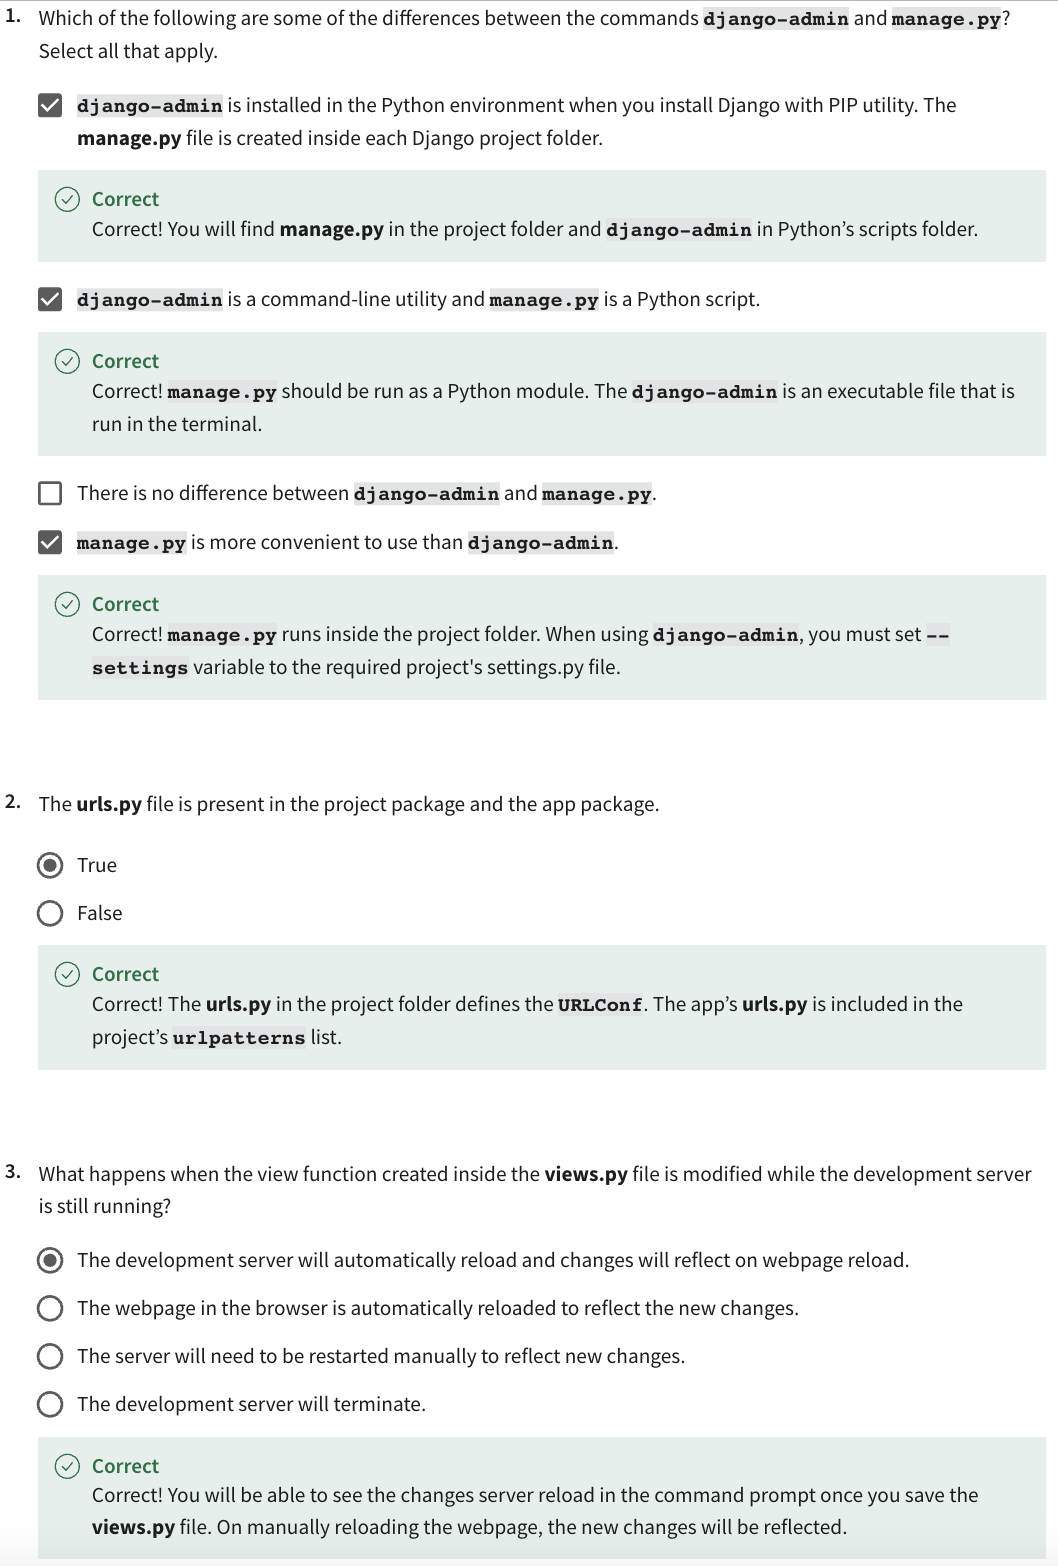 1. Which of the following are some of the differences between the commands django-admin and manage.py?
Select all that apply.
django-admin is installed in the Python environment when you install Django with PIP utility. The
manage.py file is created inside each Django project folder.
Correct
Correct! You will find manage.py in the project folder and django-admin in Python’s scripts folder.
django-admin is a command-line utility and manage.py is a Python script.
Correct
Correct! manage.py should be run as a Python module. The django-admin is an executable file that is
run in the terminal.
There is no difference between django-admin and manage.py.
manage.py is more convenient to use than django-admin.
Correct
Correct! manage.py runs inside the project folder. When using django-admin, you must set --
settings variable to the required project's settings.py file.
2. The urls.py file is present in the project package and the app package.
True
False
Correct
Correct! The urls.py in the project folder defines the URLConf. The app’s urls.py is included in the
project’s urlpatterns list.
3. What happens when the view function created inside the views.py file is modified while the development server
is still running?
The development server will automatically reload and changes will reflect on webpage reload.
The webpage in the browser is automatically reloaded to reflect the new changes.
The server will need to be restarted manually to reflect new changes.
The development server will terminate.
Correct
Correct! You will be able to see the changes server reload in the command prompt once you save the
views.py file. On manually reloading the webpage, the new changes will be reflected.